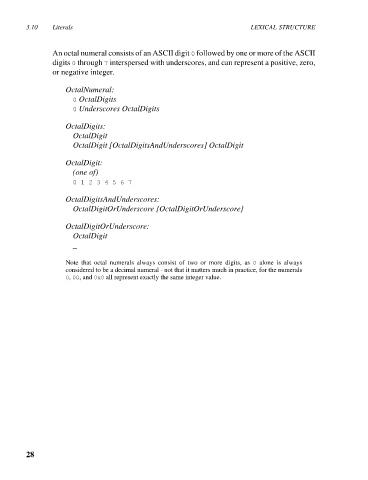 3.10 Literals LEXICAL STRUCTURE
An octal numeral consists of an ASCII digit 0 followed by one or more of the ASCII
digits 0 through 7 interspersed with underscores, and can represent a positive, zero,
or negative integer.
OctalNumeral:
0 OctalDigits
0 Underscores OctalDigits
OctalDigits:
OctalDigit
OctalDigit [OctalDigitsAndUnderscores] OctalDigit
OctalDigit:
(one of)
0 1 2 3 4 5 6 7
OctalDigitsAndUnderscores:
OctalDigitOrUnderscore {OctalDigitOrUnderscore}
OctalDigitOrUnderscore:
OctalDigit
_
Note that octal numerals always consist of two or more digits, as 0 alone is always
considered to be a decimal numeral - not that it matters much in practice, for the numerals
0, 00, and 0x0 all represent exactly the same integer value.
28